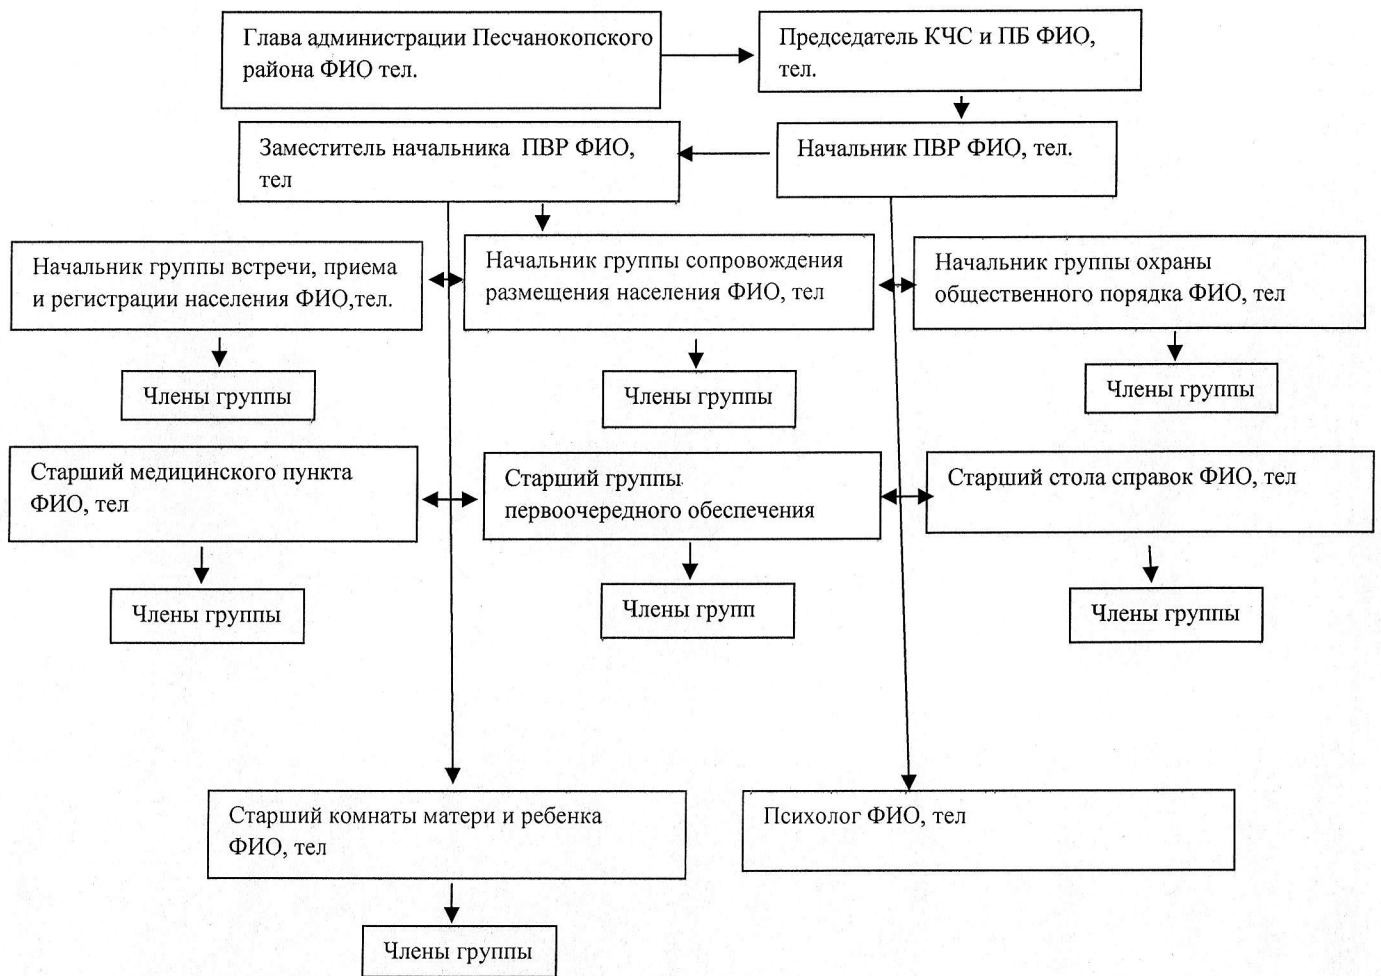 Глава администрации Песчанокопского
района ФИО тел.
Председатель КЧС и ПБ ФИО,
тел.
Заместитель начальника ПВР ФИО,
тел
Начальник ПВР ФИО, тел.
Начальник группы встречи, приема
и регистрации населения ФИО,тел.
Начальник группы сопровождения
размещения населения ФИО, тел
Начальник группы охраны
общественного порядка ФИО, тел
Члены группы
Члены группы
Члены группы
Старший медицинского пункта
ФИО, тел
Старший группы
первоочередного обеспечения
Старший стола справок ФИО, тел
Члены группы
Члены групп
Члены группы
Старший комнаты матери и ребенка
ФИО, тел
Психолог ФИО, тел
Члены группы